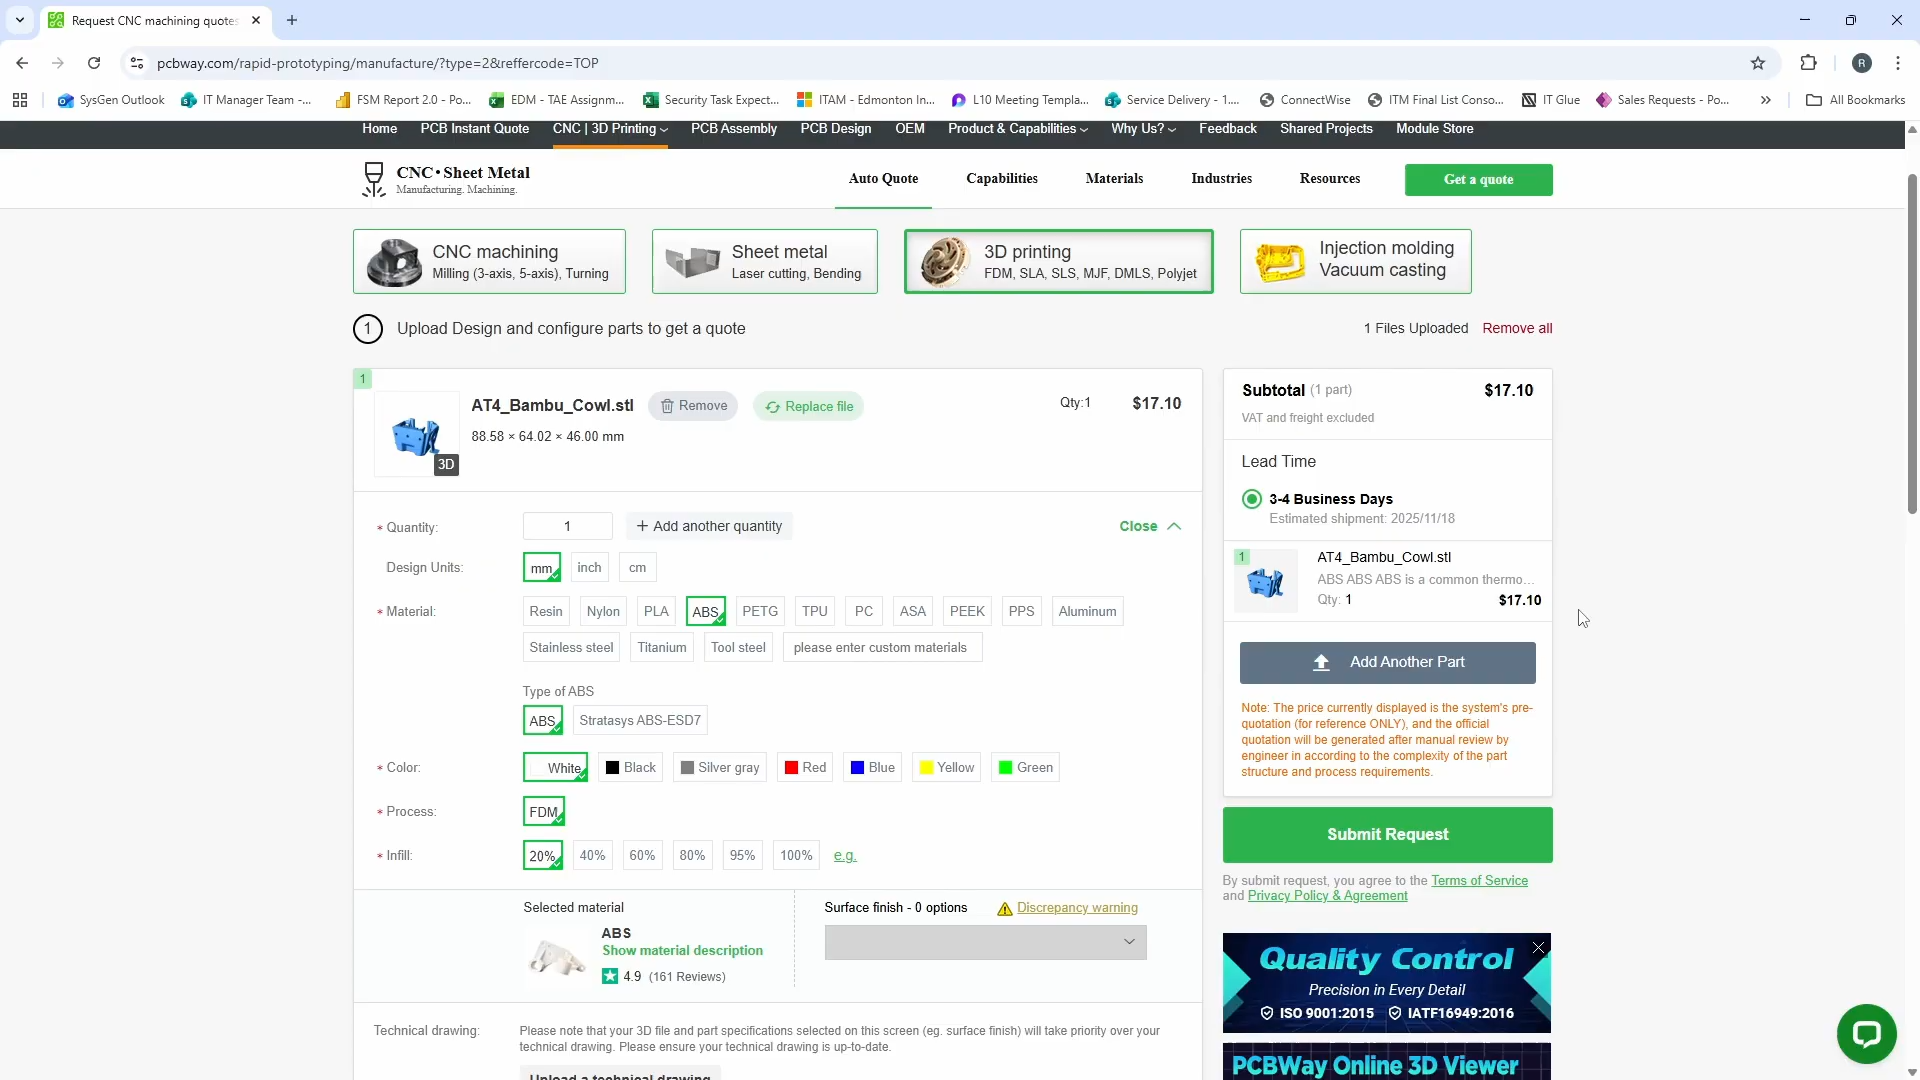 Request CNC machining quotes
pcbway.com/rapid-prototyping/manufacture/?type=2&reffercode=TOP
R
SysGen Outlook
IT Manager Team -...
FSM Report 2.0 - Po...
EDM - TAE Assignm...
Security Task Expect...
ITAM - Edmonton In...
L10 Meeting Templa...
Service Delivery - 1....
ConnectWise
ITM Final List Conso...
IT Glue
Sales Requests - Po...
All Bookmarks
Home
PCB Instant Quote
CNC | 3D Printing
PCB Assembly
PCB Design
OEM
Product & Capabilities
Why Us?
Feedback
Shared Projects
Module Store
CNC•Sheet Metal
Manufacturing. Machining.
Auto Quote
Capabilities
Materials
Industries
Resources
Get a quote
CNC machining
Milling (3-axis, 5-axis), Turning
Sheet metal
Laser cutting, Bending
3D printing
FDM, SLA, SLS, MJF, DMLS, Polyjet
Injection molding
Vacuum casting
1 Upload Design and configure parts to get a quote
1 Files Uploaded
Remove all
1
AT4_Bambu_Cowl.stl
Remove
Replace file
Qty:1
$17.10
88.58 × 64.02 × 46.00 mm
3D
* Quantity:
1
+ Add another quantity
Close
Design Units:
mm
inch
cm
* Material:
Resin
Nylon
PLA
ABS
PETG
TPU
PC
ASA
PEEK
PPS
Aluminum
Stainless steel
Titanium
Tool steel
please enter custom materials
Type of ABS
ABS
Stratasys ABS-ESD7
* Color:
White
Black
Silver gray
Red
Blue
Yellow
Green
* Process:
FDM
* Infill:
20%
40%
60%
80%
95%
100%
e.g.
Selected material
ABS
Show material description
4.9 (161 Reviews)
Surface finish - 0 options
Discrepancy warning
Technical drawing:
Please note that your 3D file and part specifications selected on this screen (eg. surface finish) will take priority over your
technical drawing. Please ensure your technical drawing is up-to-date.
Upload a technical drawing
Subtotal (1 part)
$17.10
VAT and freight excluded
Lead Time
3-4 Business Days
Estimated shipment: 2025/11/18
1
AT4_Bambu_Cowl.stl
ABS ABS ABS is a common thermo...
Qty: 1
$17.10
Add Another Part
Note: The price currently displayed is the system's pre-
quotation (for reference ONLY), and the official
quotation will be generated after manual review by
engineer in according to the complexity of the part
structure and process requirements.
Submit Request
By submit request, you agree to the Terms of Service
and Privacy Policy & Agreement
Quality Control
Precision in Every Detail
ISO 9001:2015
IATF16949:2016
PCBWay Online 3D Viewer